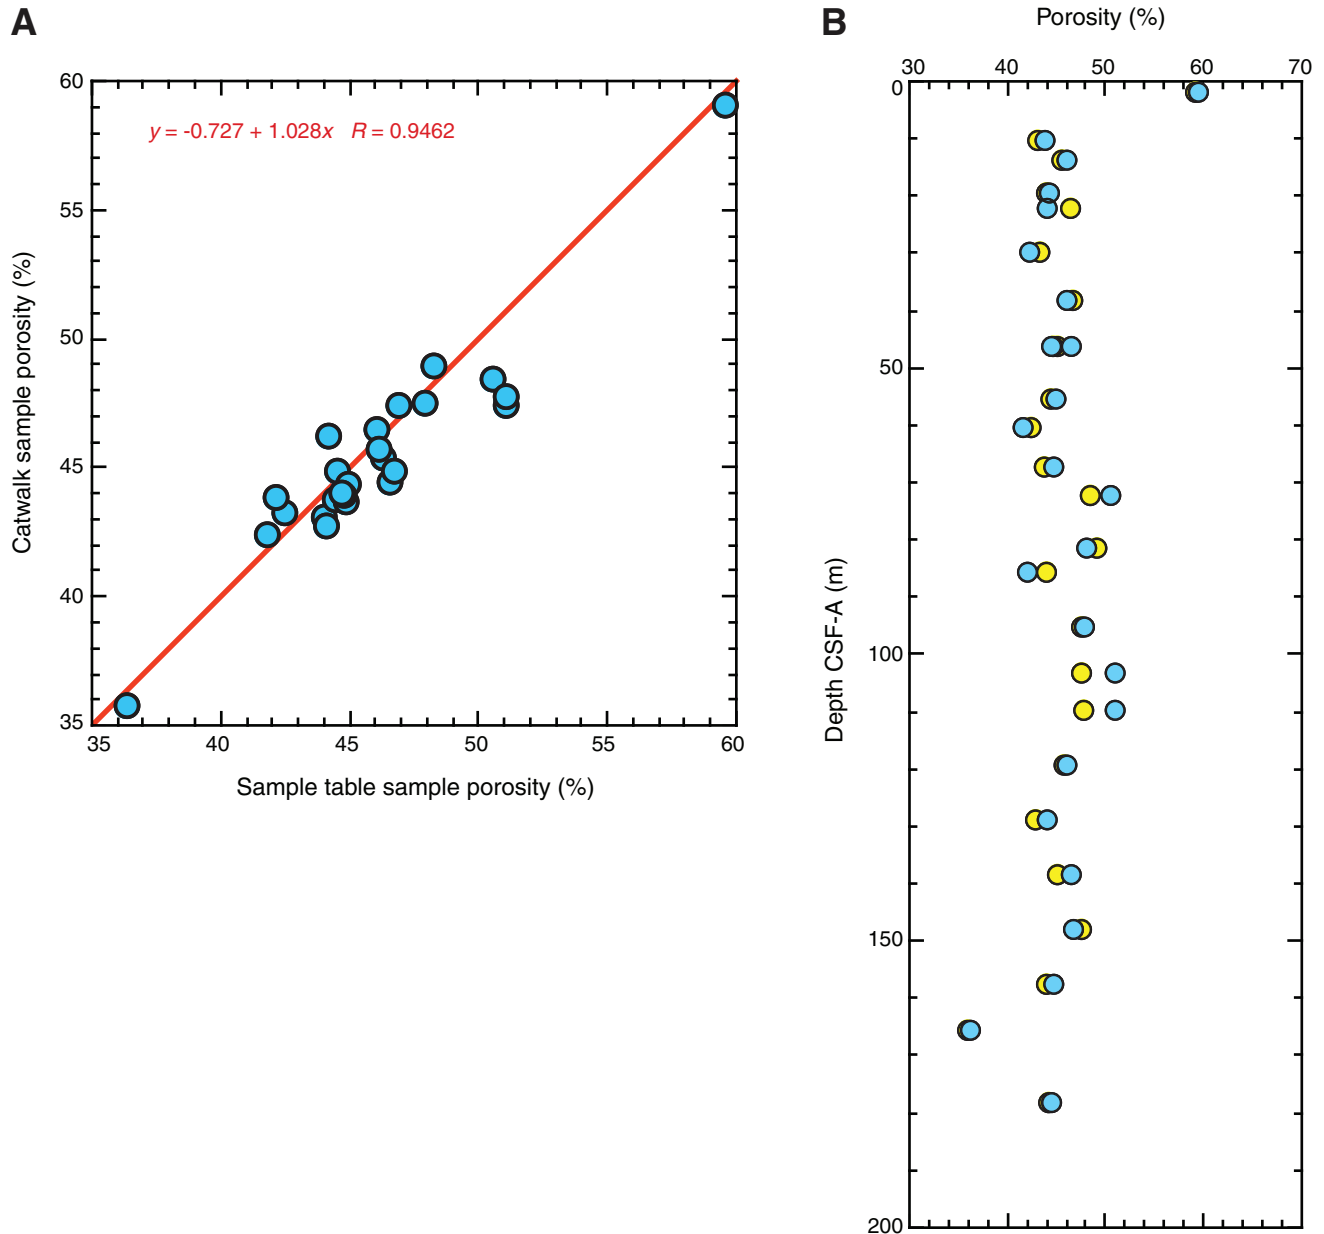 A
60
55
50
45
40
35
y = -0.727 + 1.028x R = 0.9462
Catwalk sample porosity (%)
35 40 45 50 55 60
Sample table sample porosity (%)
B
Porosity (%)
30 40 50 60 70
0
50
100
150
200
Depth CSF-A (m)